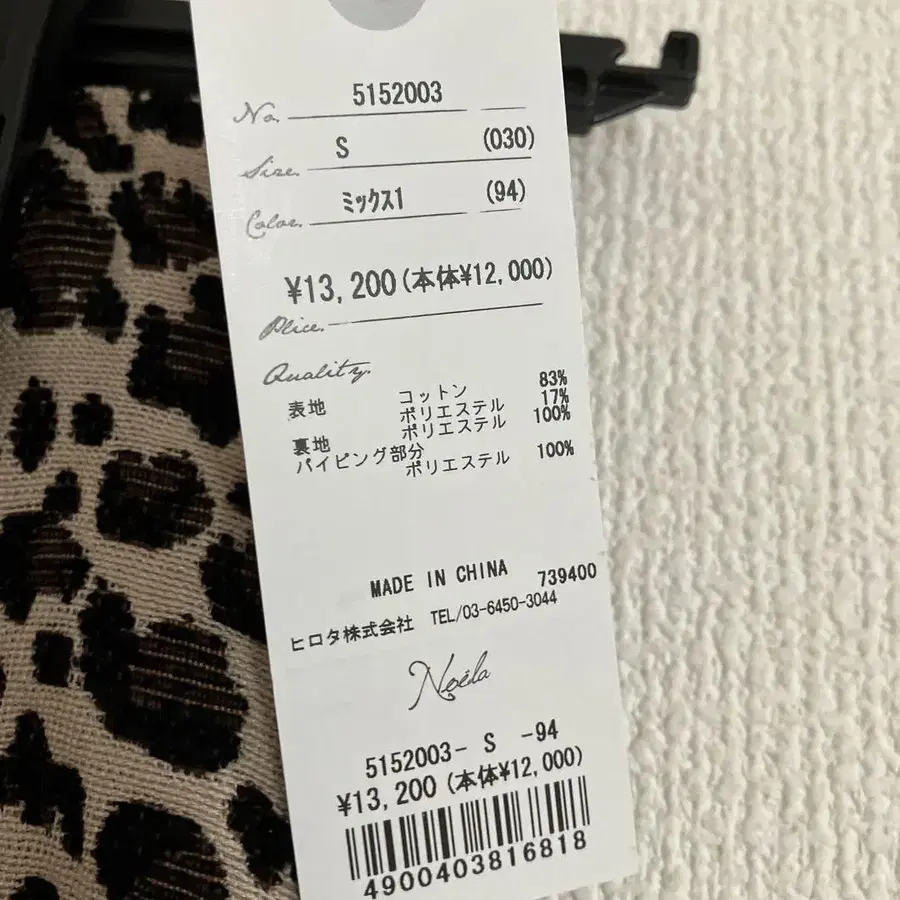 No. 5152003
Size. S (030)
Color. ミックス1 (94)
¥13,200(本体¥12,000)
Plice.
Quality.
表地 コットン 83%
ポリエステル 17%
裏地 ポリエステル 100%
パイピング部分
ポリエステル 100%
MADE IN CHINA 739400
ヒロタ株式会社 TEL/03-6450-3044
Noëla
5152003- S -94
¥13,200(本体¥12,000)
4900403816818